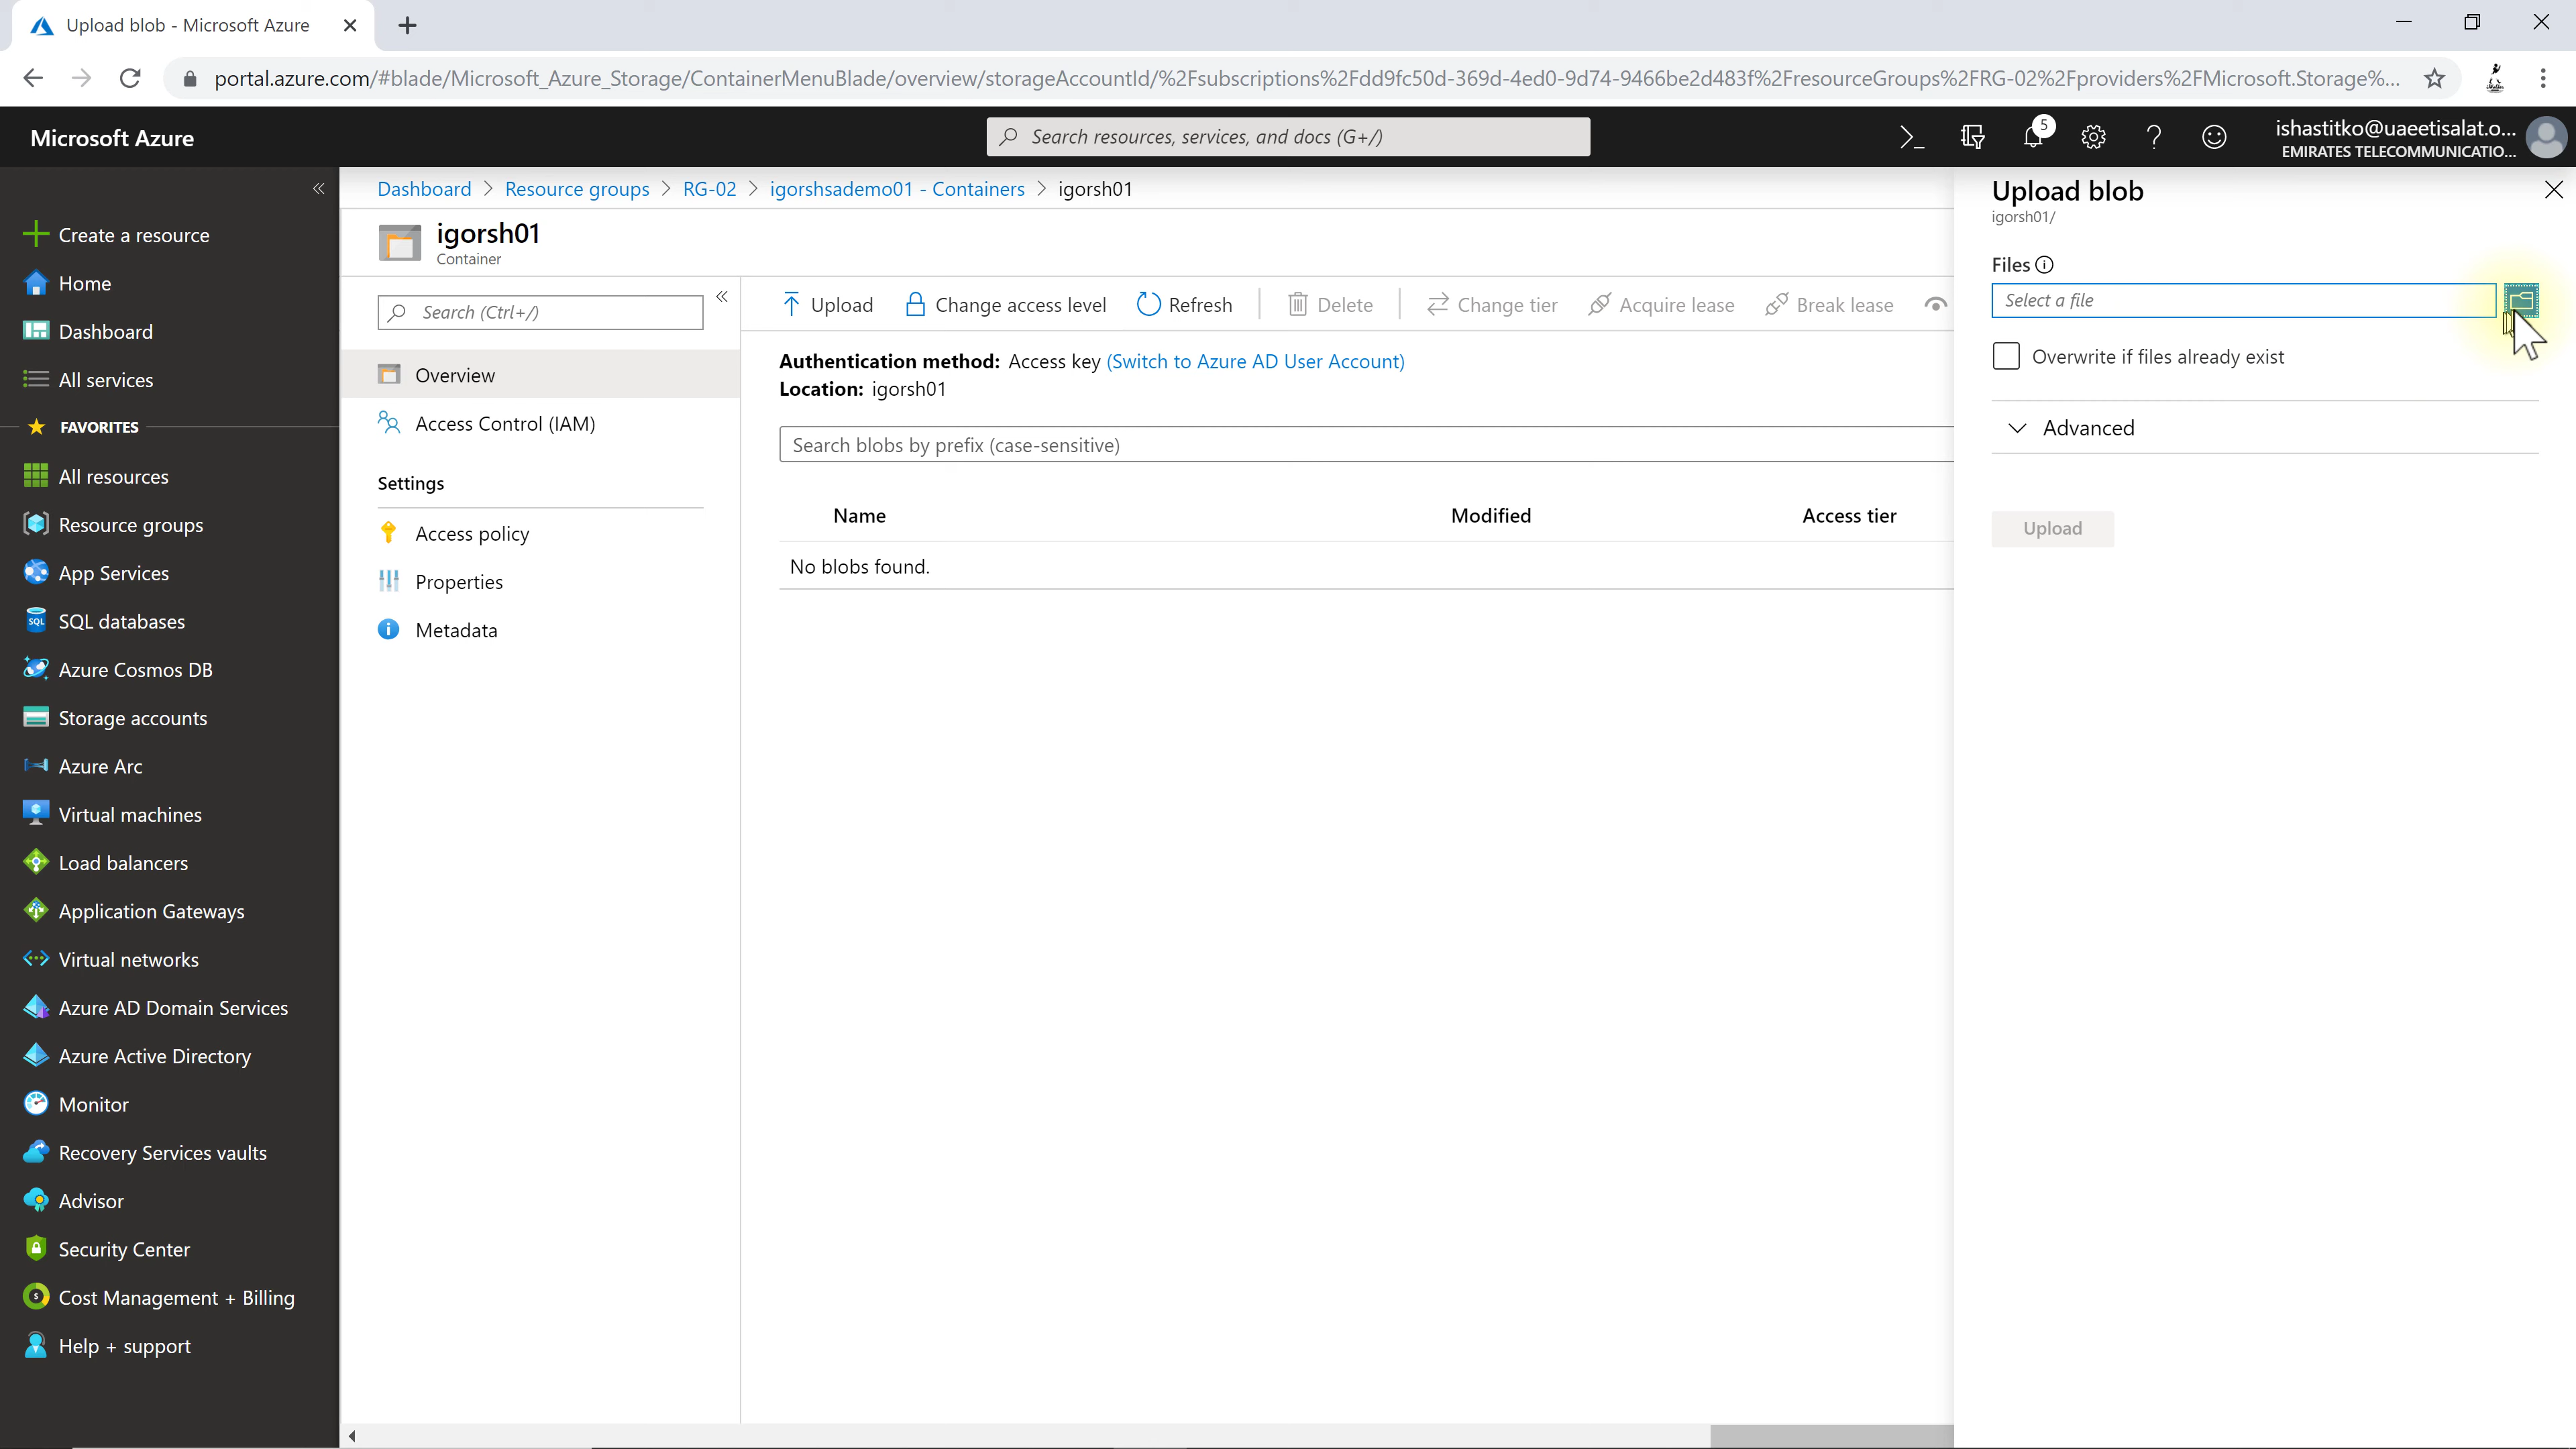 Upload blob - Microsoft Azure
portal.azure.com/#blade/Microsoft_Azure_Storage/ContainerMenuBlade/overview/storageAccountId/%2Fsubscriptions%2Fdd9fc50d-369d-4ed0-9d74-9466be2d483f%2FresourceGroups%2FRG-02%2Fproviders%2FMicrosoft.Storage%...
Microsoft Azure
Search resources, services, and docs (G+/)
5
ishastitko@uaeetisalat.o...
EMIRATES TELECOMMUNICATIO...
Create a resource
Home
Dashboard
All services
FAVORITES
All resources
Resource groups
App Services
SQL databases
Azure Cosmos DB
Storage accounts
Azure Arc
Virtual machines
Load balancers
Application Gateways
Virtual networks
Azure AD Domain Services
Azure Active Directory
Monitor
Recovery Services vaults
Advisor
Security Center
Cost Management + Billing
Help + support
Dashboard > Resource groups > RG-02 > igorshsademo01 - Containers > igorsh01
igorsh01
Container
Search (Ctrl+/)
Overview
Access Control (IAM)
Settings
Access policy
Properties
Metadata
Upload Change access level Refresh Delete Change tier Acquire lease Break lease
Authentication method: Access key (Switch to Azure AD User Account)
Location: igorsh01
Search blobs by prefix (case-sensitive)
Name Modified Access tier
No blobs found.
Upload blob
igorsh01/
Files
Select a file
Overwrite if files already exist
Advanced
Upload